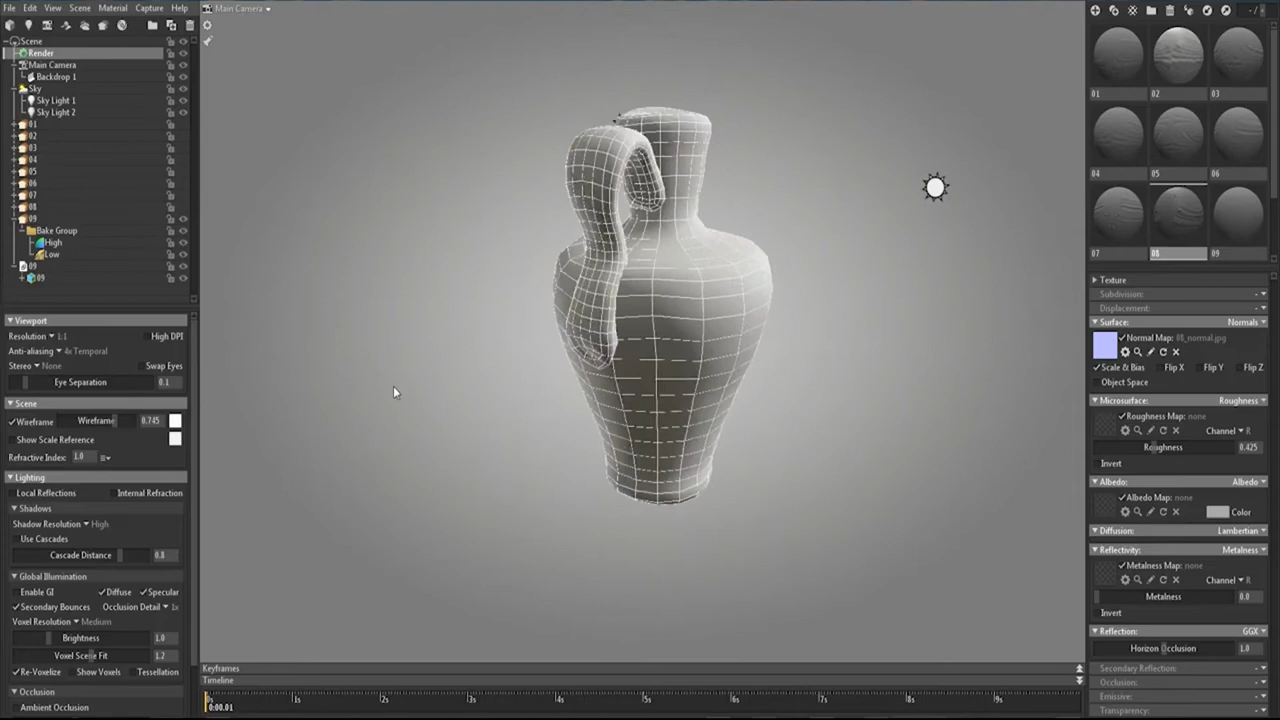 File Edit View Scene Material Capture Help
Main Camera
Scene
Render
Main Camera
Backdrop 1
Sky
Sky Light 1
Sky Light 2
01
02
03
04
05
06
07
08
09
Bake Group
High
Low
09
09
Viewport
Resolution 1:1 High DPI
Anti-aliasing 4x Temporal
Stereo None Swap Eyes
Eye Separation 0.1
Scene
Wireframe Wireframe 0.745
Show Scale Reference
Refractive Index: 1.0
Lighting
Local Reflections Internal Refraction
Shadows
Shadow Resolution High
Use Cascades
Cascade Distance 0.8
Global Illumination
Enable GI Diffuse Specular
Secondary Bounces Occlusion Detail 1x
Voxel Resolution Medium
Brightness 1.0
Voxel Scene Fit 1.2
Re-Voxelize Show Voxels Tessellation
Occlusion
Ambient Occlusion
Keyframes
Timeline
1s 2s 3s 4s 5s 6s 7s 8s 9s
0:00.01
01 02 03
04 05 06
07 08 09
Texture
Subdivision:
Displacement:
Surface: Normals
Normal Map: 08_normal.jpg
Scale & Bias Flip X Flip Y Flip Z
Object Space
Microsurface: Roughness
Roughness Map: none
Channel R
Roughness 0.425
Invert
Albedo: Albedo
Albedo Map: none
Color
Diffusion: Lambertian
Reflectivity: Metalness
Metalness Map: none
Channel R
Metalness 0.0
Invert
Reflection: GGX
Horizon Occlusion 1.0
Secondary Reflection:
Occlusion:
Emissive:
Transparency: